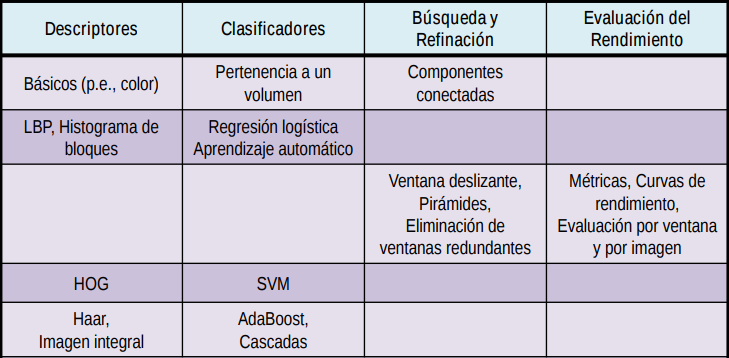 Descriptores
Clasificadores
Búsqueda y
Refinación
Evaluación del
Rendimiento
Básicos (p.e., color)
Pertenencia a un
volumen
Componentes
conectadas
LBP, Histograma de
bloques
Regresión logística
Aprendizaje automático
Ventana deslizante,
Pirámides,
Eliminación de
ventanas redundantes
Métricas, Curvas de
rendimiento,
Evaluación por ventana
y por imagen
HOG
SVM
Haar,
Imagen integral
AdaBoost,
Cascadas